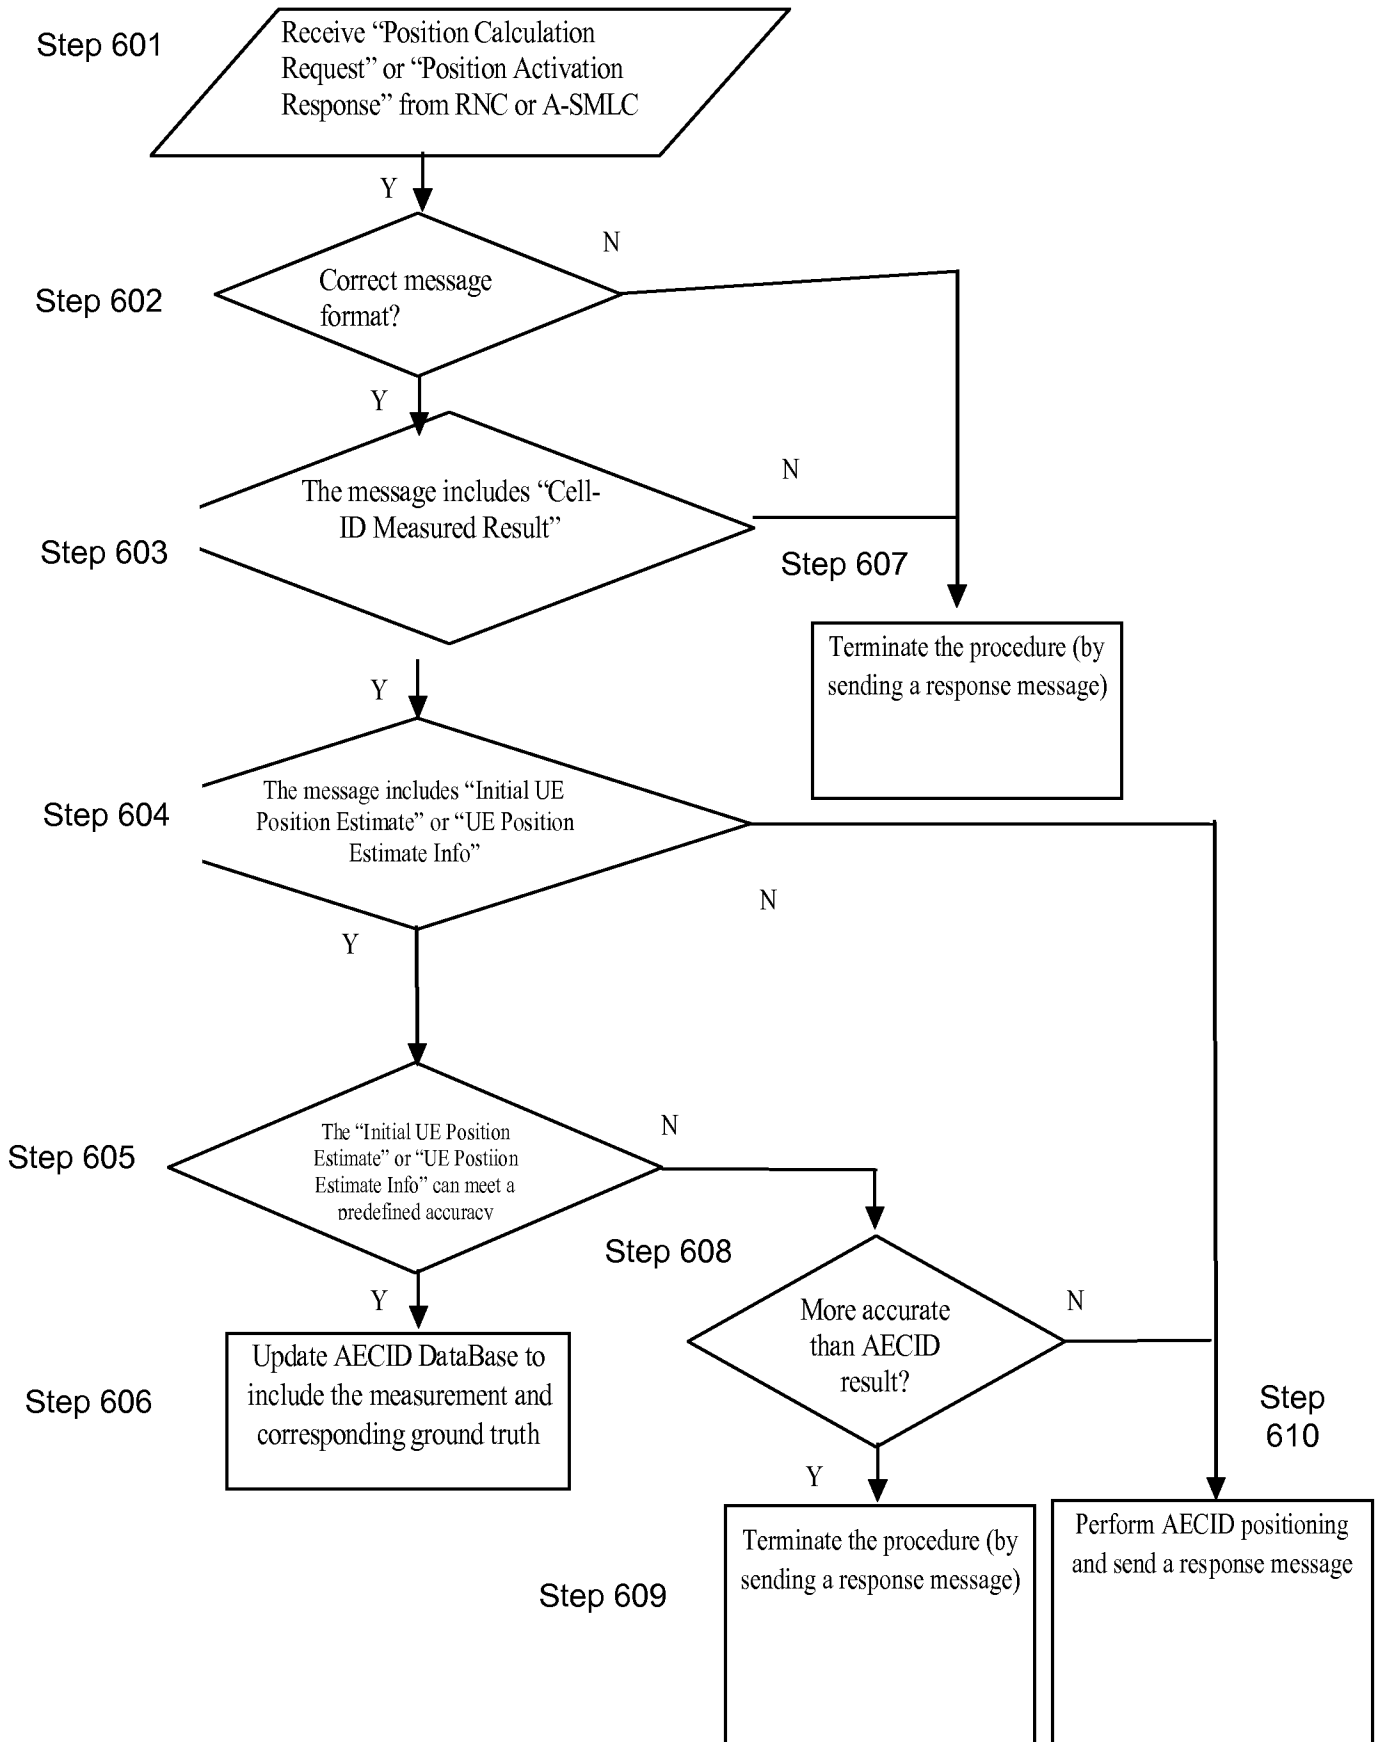 Step 601
Receive “Position Calculation
Request” or “Position Activation
Response” from RNC or A-SMLC
Y
N
Step 602
Correct message
format?
Y
N
The message includes “Cell-
ID Measured Result”
Step 603
Step 607
Terminate the procedure (by
sending a response message)
Y
Step 604
The message includes “Initial UE
Position Estimate” or “UE Position
Estimate Info”
N
Y
Step 605
The “Initial UE Position
Estimate” or “UE Postiion
Estimate Info” can meet a
predefined accuracy
N
Step 608
Y
More accurate
than AECID
result?
N
Step 606
Update AECID DataBase to
include the measurement and
corresponding ground truth
Step
610
Y
Step 609
Terminate the procedure (by
sending a response message)
Perform AECID positioning
and send a response message